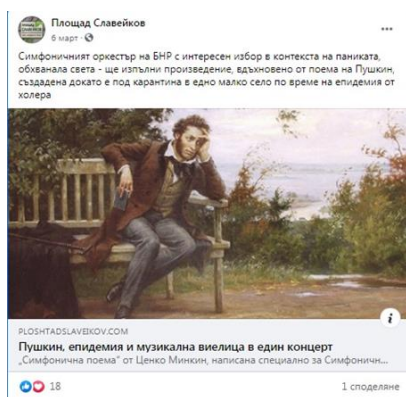 Площад Славейков
6 март ·
Симфоничният оркестър на БНР с интересен избор в контекста на паниката,
обхванала света - ще изпълни произведение, вдъхновено от поема на Пушкин,
създадена докато е под карантина в едно малко село по време на епидемия от
холера
PLOSHTADSLAVEIKOV.COM
Пушкин, епидемия и музикална виелица в един концерт
„Симфонична поема" от Ценко Минкин, написана специално за Симфоничн...
18
1 споделяне